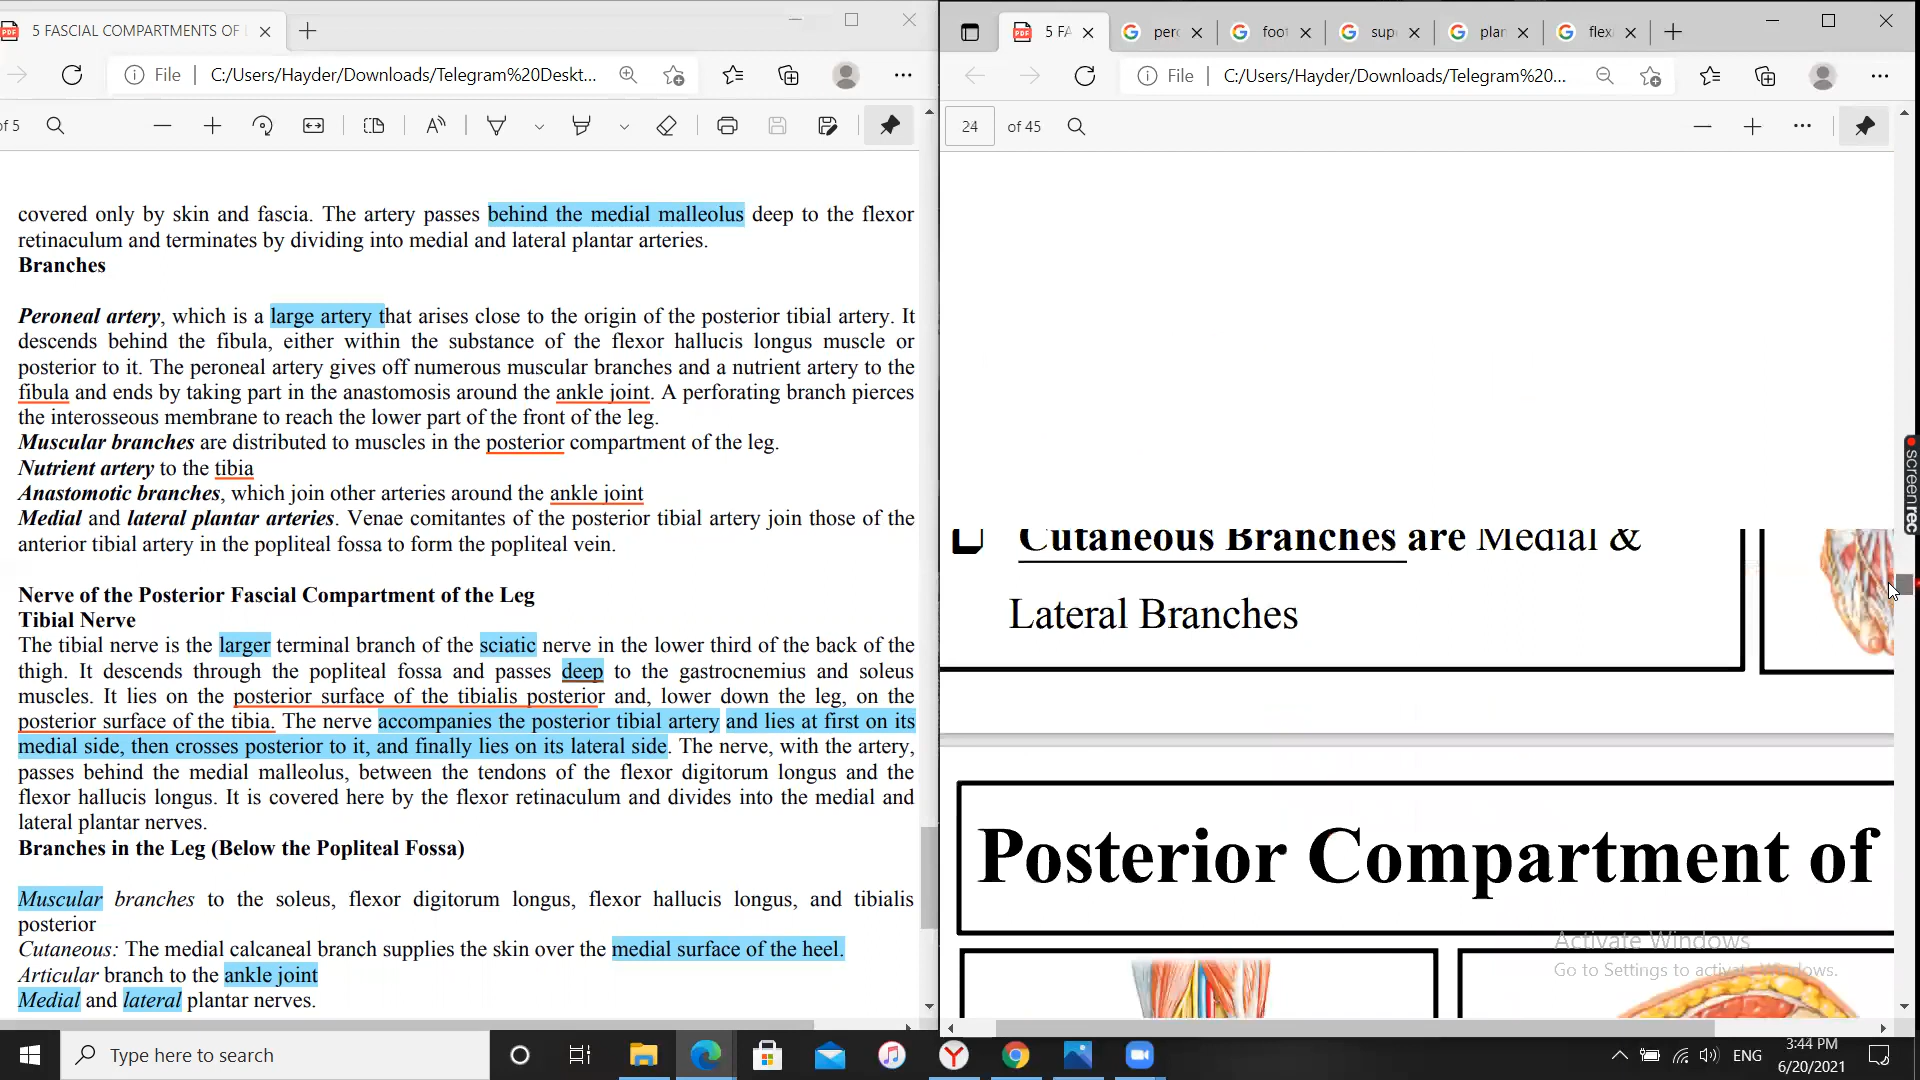 5 FASCIAL COMPARTMENTS OF
File
C:/Users/Hayder/Downloads/Telegram%20Deskt...
of 5
covered only by skin and fascia. The artery passes behind the medial malleolus deep to the flexor
retinaculum and terminates by dividing into medial and lateral plantar arteries.
Branches
Peroneal artery, which is a large artery that arises close to the origin of the posterior tibial artery. It
descends behind the fibula, either within the substance of the flexor hallucis longus muscle or
posterior to it. The peroneal artery gives off numerous muscular branches and a nutrient artery to the
fibula and ends by taking part in the anastomosis around the ankle joint. A perforating branch pierces
the interosseous membrane to reach the lower part of the front of the leg.
Muscular branches are distributed to muscles in the posterior compartment of the leg.
Nutrient artery to the tibia
Anastomotic branches, which join other arteries around the ankle joint
Medial and lateral plantar arteries. Venae comitantes of the posterior tibial artery join those of the
anterior tibial artery in the popliteal fossa to form the popliteal vein.
Nerve of the Posterior Fascial Compartment of the Leg
Tibial Nerve
The tibial nerve is the larger terminal branch of the sciatic nerve in the lower third of the back of the
thigh. It descends through the popliteal fossa and passes deep to the gastrocnemius and soleus
muscles. It lies on the posterior surface of the tibialis posterior and, lower down the leg, on the
posterior surface of the tibia. The nerve accompanies the posterior tibial artery and lies at first on its
medial side, then crosses posterior to it, and finally lies on its lateral side. The nerve, with the artery,
passes behind the medial malleolus, between the tendons of the flexor digitorum longus and the
flexor hallucis longus. It is covered here by the flexor retinaculum and divides into the medial and
lateral plantar nerves.
Branches in the Leg (Below the Popliteal Fossa)
Muscular branches to the soleus, flexor digitorum longus, flexor hallucis longus, and tibialis
posterior
Cutaneous: The medial calcaneal branch supplies the skin over the medial surface of the heel.
Articular branch to the ankle joint
Medial and lateral plantar nerves.
5 FA
per
foo
sup
plan
flex
File
C:/Users/Hayder/Downloads/Telegram%20...
24 of 45
Cutaneous Branches are Medial &
Lateral Branches
Posterior Compartment of
Activate Windows
Go to Settings to activate Windows.
screenrec
Type here to search
ENG
3:44 PM
6/20/2021